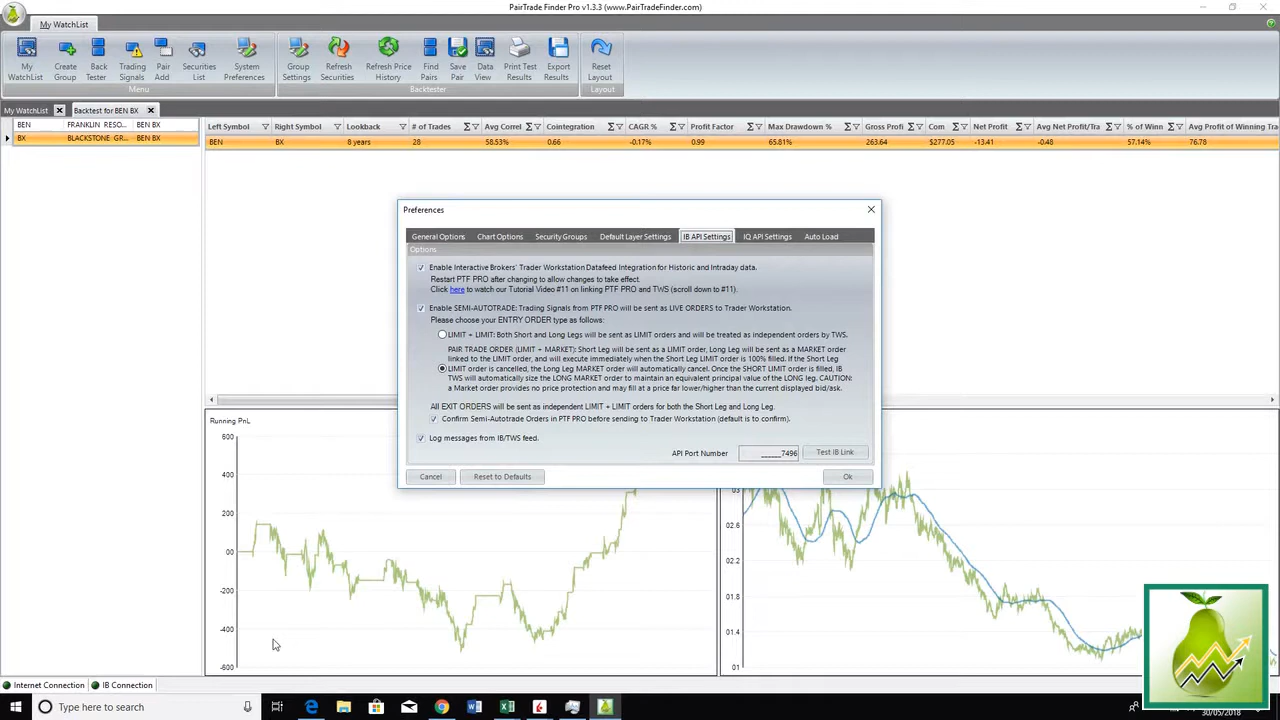 PairTrade Finder Pro v1.3.3 (www.PairTradeFinder.com)
My WatchList
My WatchList
Create Group
Back Tester
Trading Signals
Pair Add
Securities List
System Preferences
Group Settings
Refresh Securities
Refresh Price History
Find Pairs
Save Pair
Data View
Print Test Results
Export Results
Reset Layout
Menu
Backtester
Layout
My WatchList
Backtest for BEN BX
BEN FRANKLIN RESO... BEN BX
BX BLACKSTONE GR... BEN BX
Left Symbol Right Symbol Lookback # of Trades Avg Correl Cointegration CAGR % Profit Factor Max Drawdown % Gross Profi Com Net Profit Avg Net Profit/Tra % of Winn Avg Profit of Winning Trad
BEN BX 8 years 28 58.53% 0.66 -0.17% 0.99 65.81% 263.64 $277.05 -13.41 -0.48 57.14% 76.78
Preferences
General Options Chart Options Security Groups Default Layer Settings IB API Settings IQ API Settings Auto Load
Options
Enable Interactive Brokers' Trader Workstation Datafeed Integration for Historic and Intraday data.
Restart PTF PRO after changing to allow changes to take effect.
Click here to watch our Tutorial Video #11 on linking PTF PRO and TWS (scroll down to #11).
Enable SEMI-AUTOTRADE: Trading Signals from PTF PRO will be sent as LIVE ORDERS to Trader Workstation.
Please choose your ENTRY ORDER type as follows:
LIMIT + LIMIT: Both Short and Long Legs will be sent as LIMIT orders and will be treated as independent orders by TWS.
PAIR TRADE ORDER (LIMIT + MARKET): Short Leg will be sent as a LIMIT order, Long Leg will be sent as a MARKET order
linked to the LIMIT order, and will execute immediately when the Short Leg LIMIT order is 100% filled. If the Short Leg
LIMIT order is cancelled, the Long Leg MARKET order will automatically cancel. Once the SHORT LIMIT order is filled, IB
TWS will automatically size the LONG MARKET order to maintain an equivalent principal value of the LONG leg. CAUTION:
A Market order provides no price protection and may fill at a price far lower/higher than the current displayed bid/ask.
All EXIT ORDERS will be sent as independent LIMIT + LIMIT orders for both the Short Leg and Long Leg.
Confirm Semi-Autotrade Orders in PTF PRO before sending to Trader Workstation (default is to confirm).
Log messages from IB/TWS feed.
API Port Number ______7496 Test IB Link
Cancel Reset to Defaults Ok
Running PnL
600
200
00
-200
-400
-600
03
02.6
02.2
01.8
01.4
01
Internet Connection IB Connection
Type here to search
30/05/2018